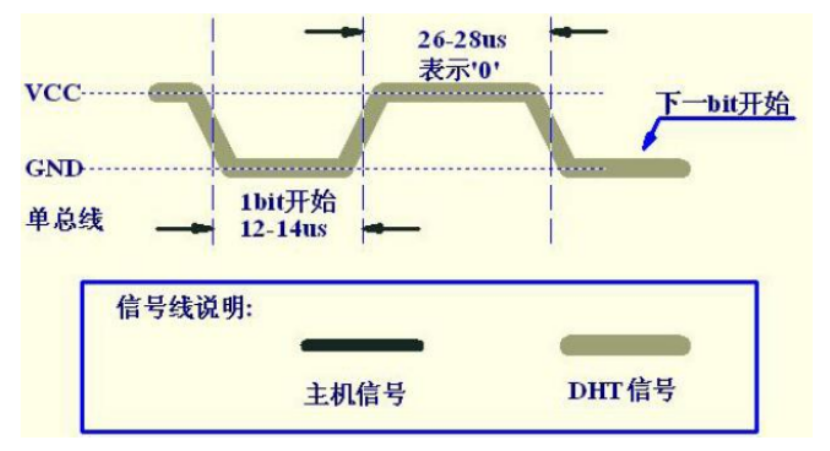 26-28us
表示'0'
VCC
下一bit开始
GND
1bit开始
单总线
12-14us
信号线说明:
主机信号
DHT信号